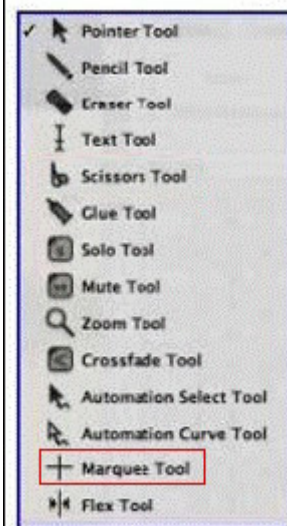 Pointer Tool
Pencil Tool
Eraser Tool
Text Tool
Scissors Tool
Glue Tool
Solo Tool
Mute Tool
Zoom Tool
Crossfade Tool
Automation Select Tool
Automation Curve Tool
Marquee Tool
Flex Tool